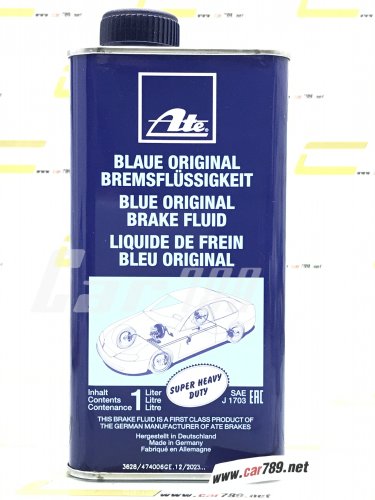 Ate®
BLAUE ORIGINAL
BREMSFLÜSSIGKEIT
BLUE ORIGINAL
BRAKE FLUID
LIQUIDE DE FREIN
BLEU ORIGINAL
Car789
Inhalt
Contents
Contenance
1
Liter
Litre
Litre
SUPER HEAVY
DUTY
SAE
J 1703
EAC
THIS BRAKE FLUID IS A FIRST CLASS PRODUCT OF
THE GERMAN MANUFACTURER OF ATE BRAKES
Hergestellt in Deutschland
Made in Germany
Fabriqué en Allemagne
www.car789.net